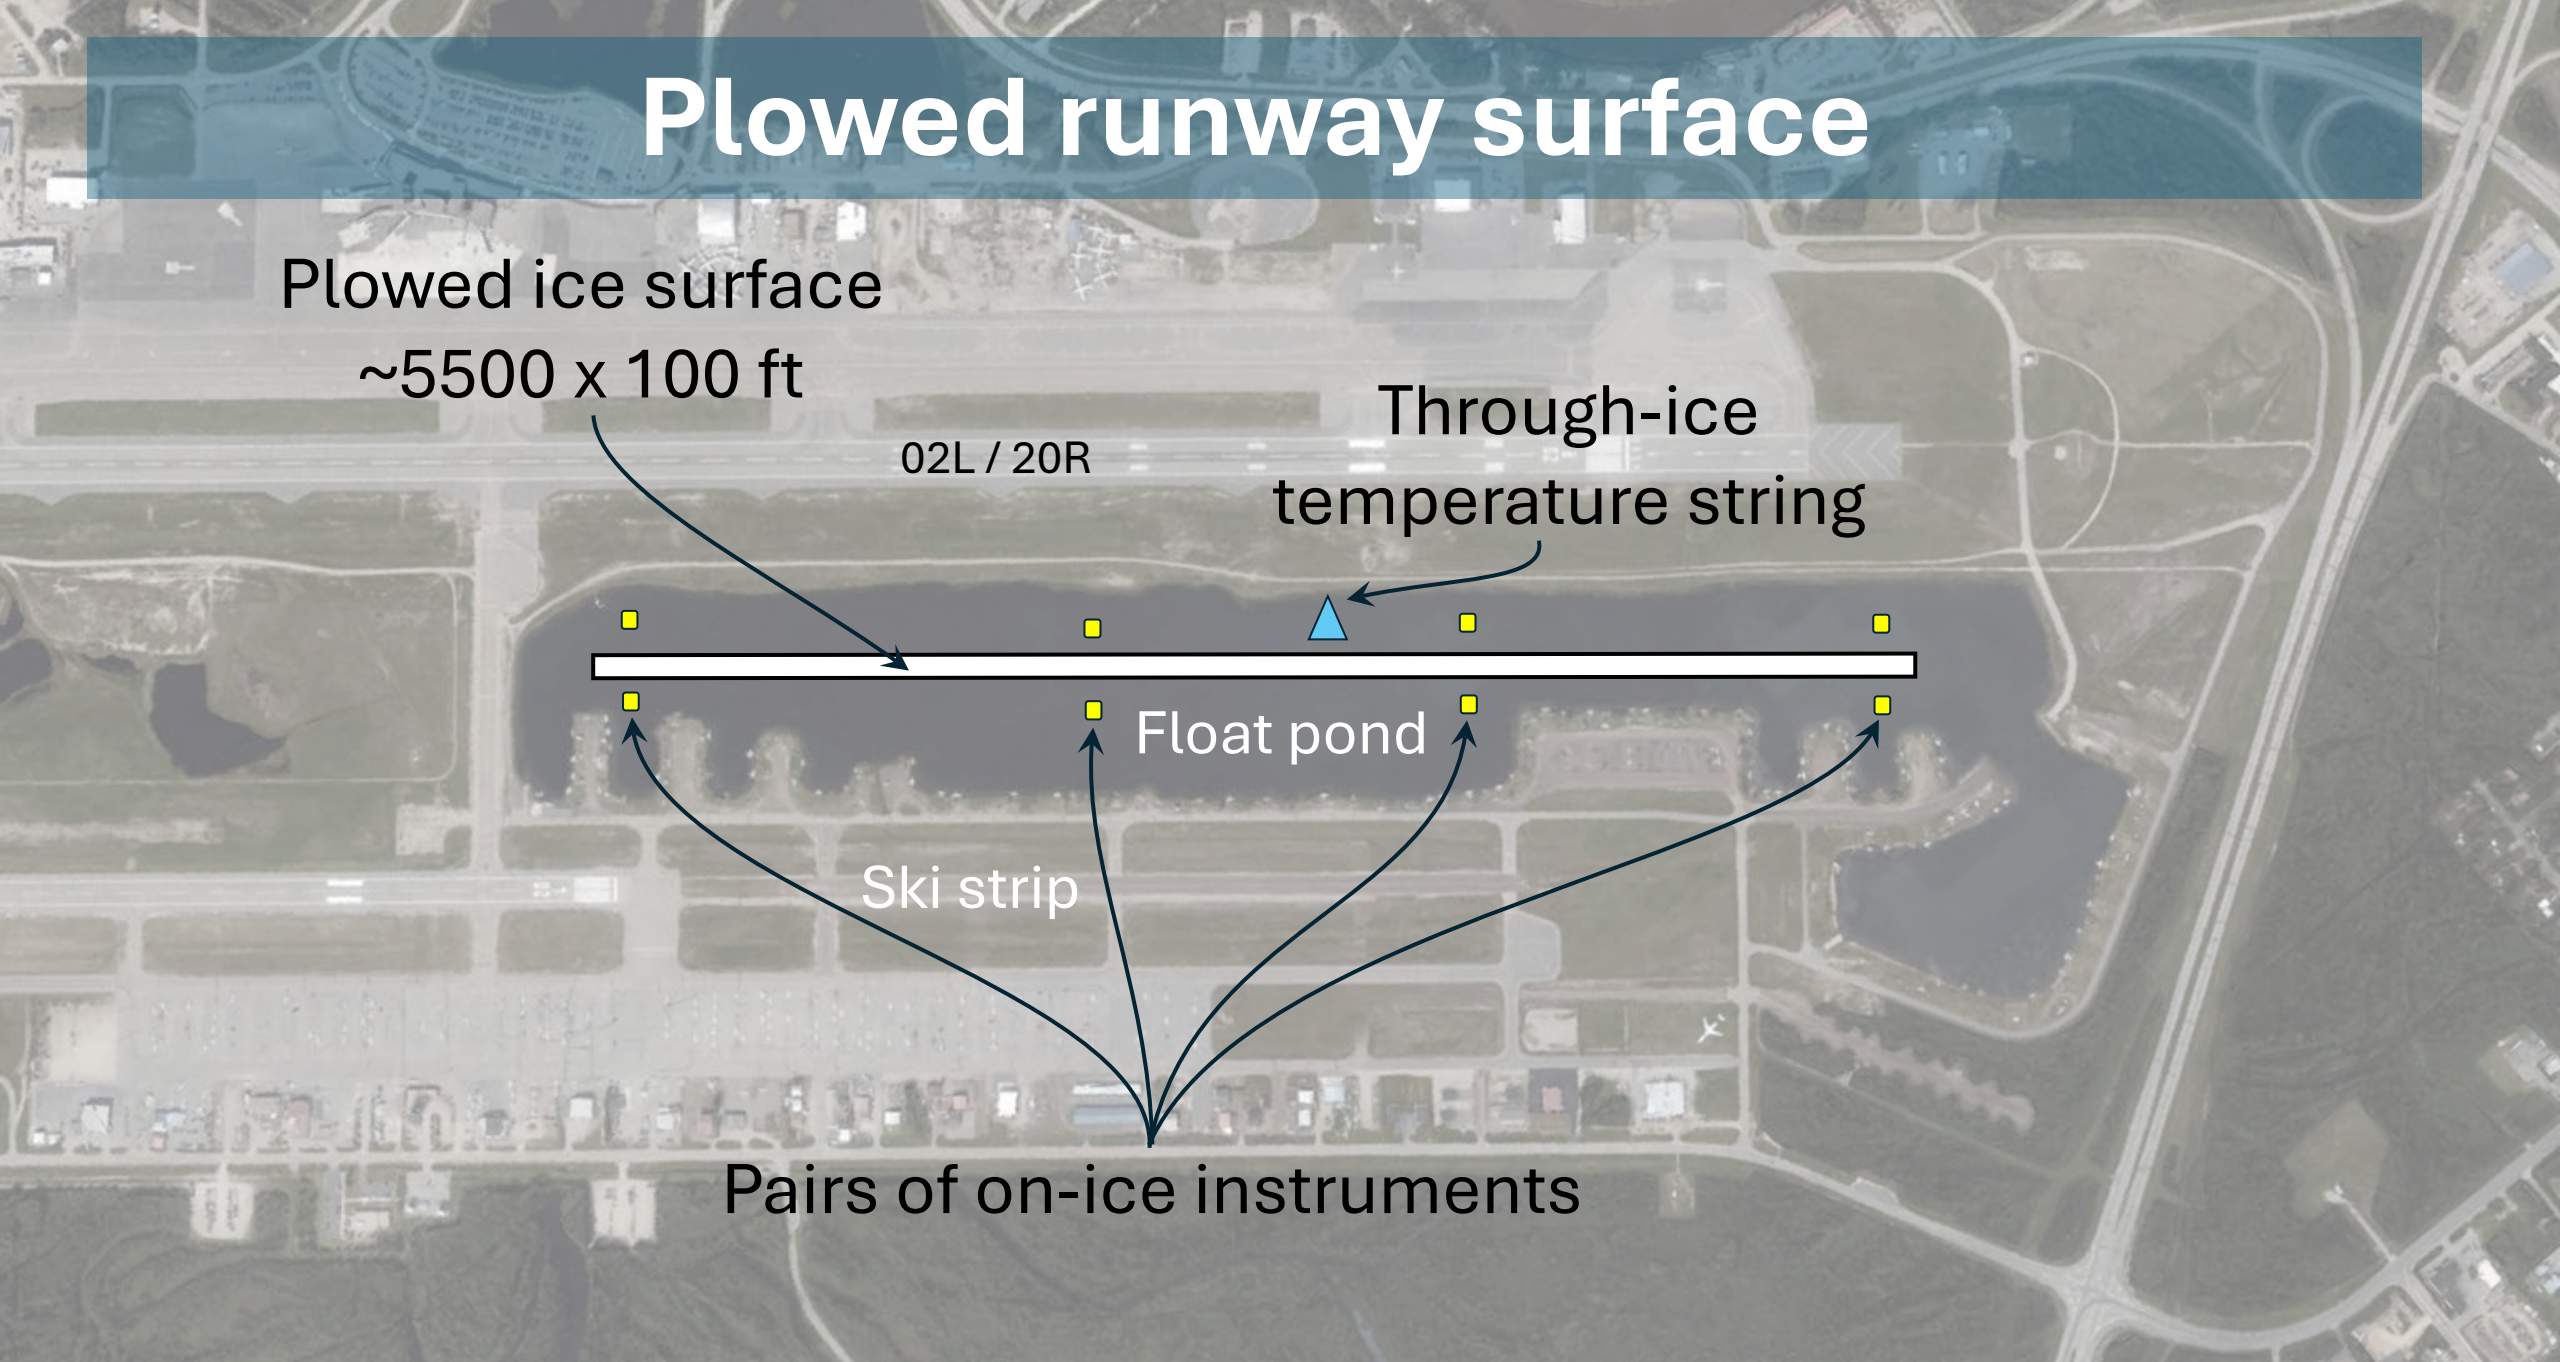 Plowed runway surface
Plowed ice surface
~5500 x 100 ft
Through-ice
temperature string
02L / 20R
Float pond
Ski strip
Pairs of on-ice instruments